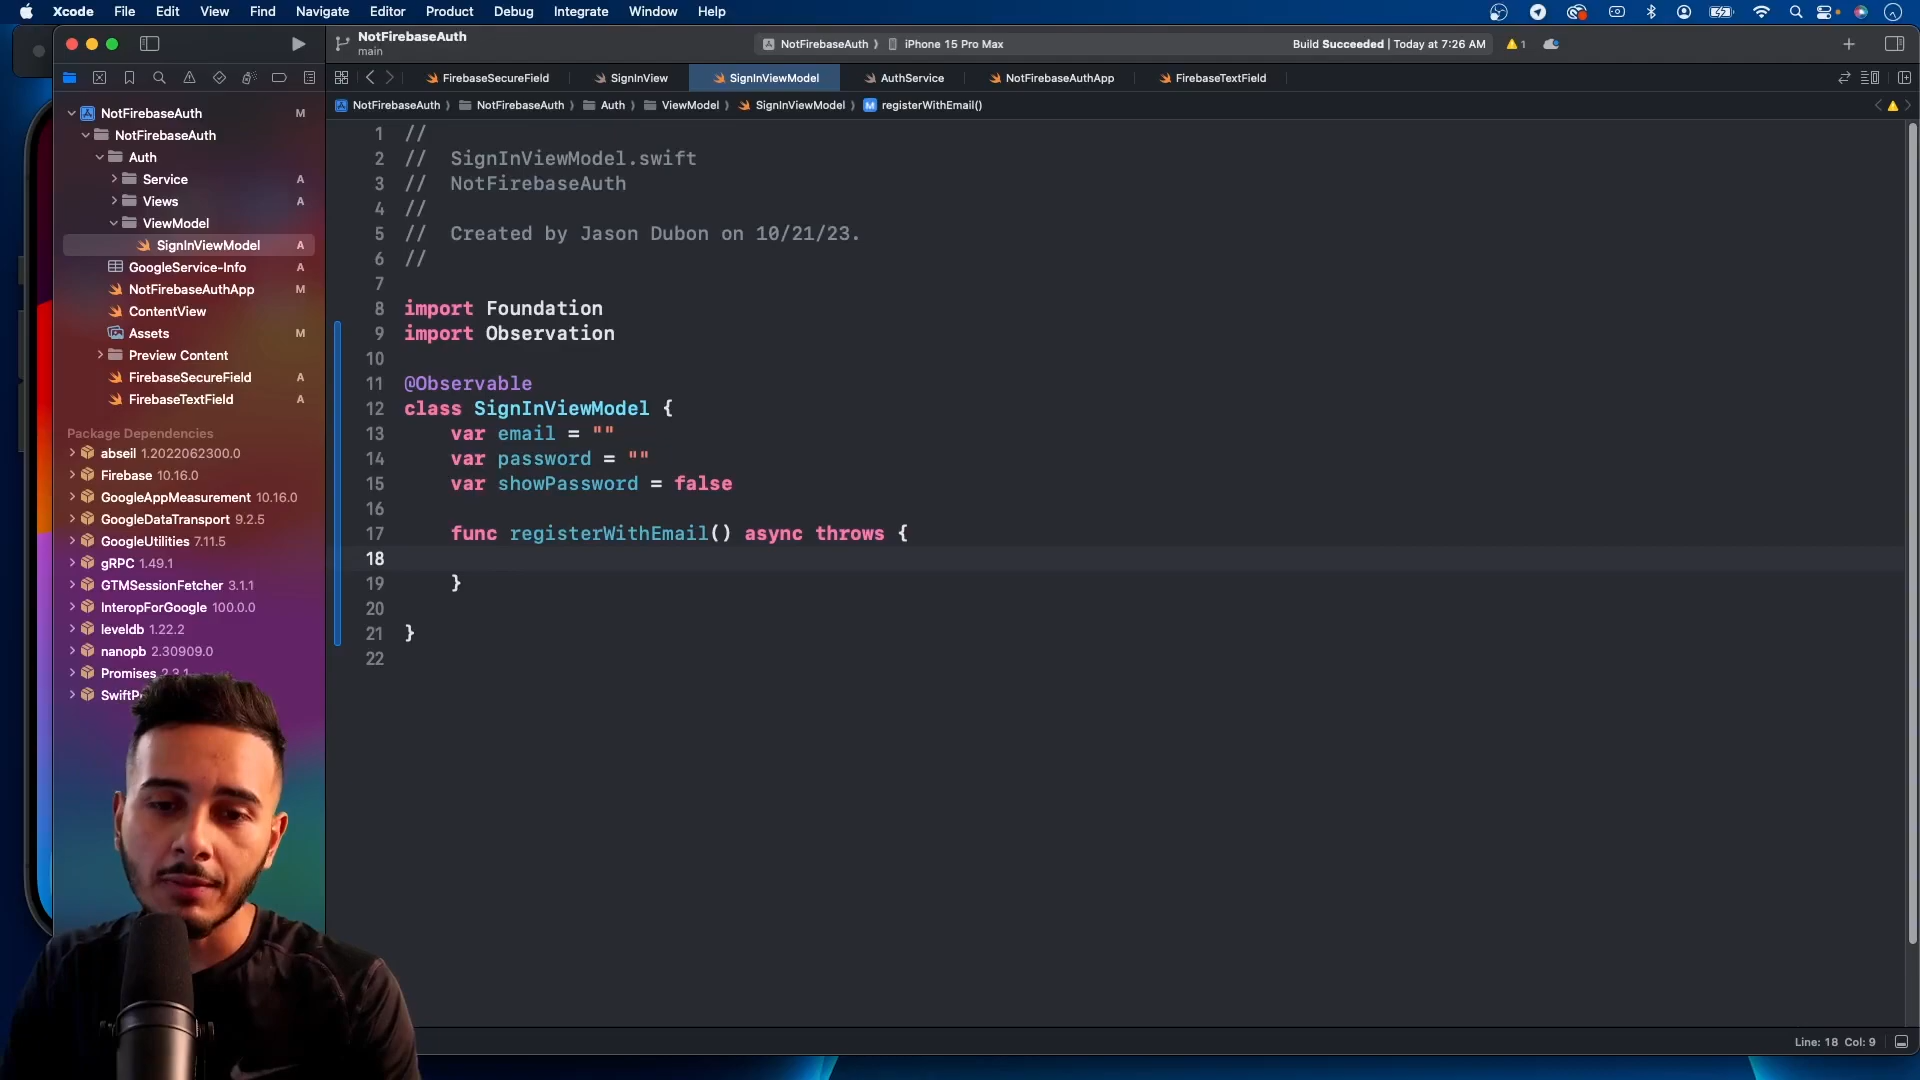 Xcode File Edit View Find Navigate Editor Product Debug Integrate Window Help
NotFirebaseAuth
main
NotFirebaseAuth iPhone 15 Pro Max
Build Succeeded | Today at 7:26 AM 1
FirebaseSecureField SignInView SignInViewModel AuthService NotFirebaseAuthApp FirebaseTextField
NotFirebaseAuth NotFirebaseAuth Auth ViewModel SignInViewModel M registerWithEmail()
NotFirebaseAuth M
NotFirebaseAuth
Auth
Service A
Views A
ViewModel
SignInViewModel A
GoogleService-Info A
NotFirebaseAuthApp M
ContentView
Assets M
Preview Content
FirebaseSecureField A
FirebaseTextField A
Package Dependencies
abseil 1.2022062300.0
Firebase 10.16.0
GoogleAppMeasurement 10.16.0
GoogleDataTransport 9.2.5
GoogleUtilities 7.11.5
gRPC 1.49.1
GTMSessionFetcher 3.1.1
InteropForGoogle 100.0.0
leveldb 1.22.2
nanopb 2.30909.0
Promises 2.3.1
1 //
2 // SignInViewModel.swift
3 // NotFirebaseAuth
4 //
5 // Created by Jason Dubon on 10/21/23.
6 //
7
8 import Foundation
9 import Observation
10
11 @Observable
12 class SignInViewModel {
13 var email = ""
14 var password = ""
15 var showPassword = false
16
17 func registerWithEmail() async throws {
18
19 }
20
21 }
22
Line: 18 Col: 9